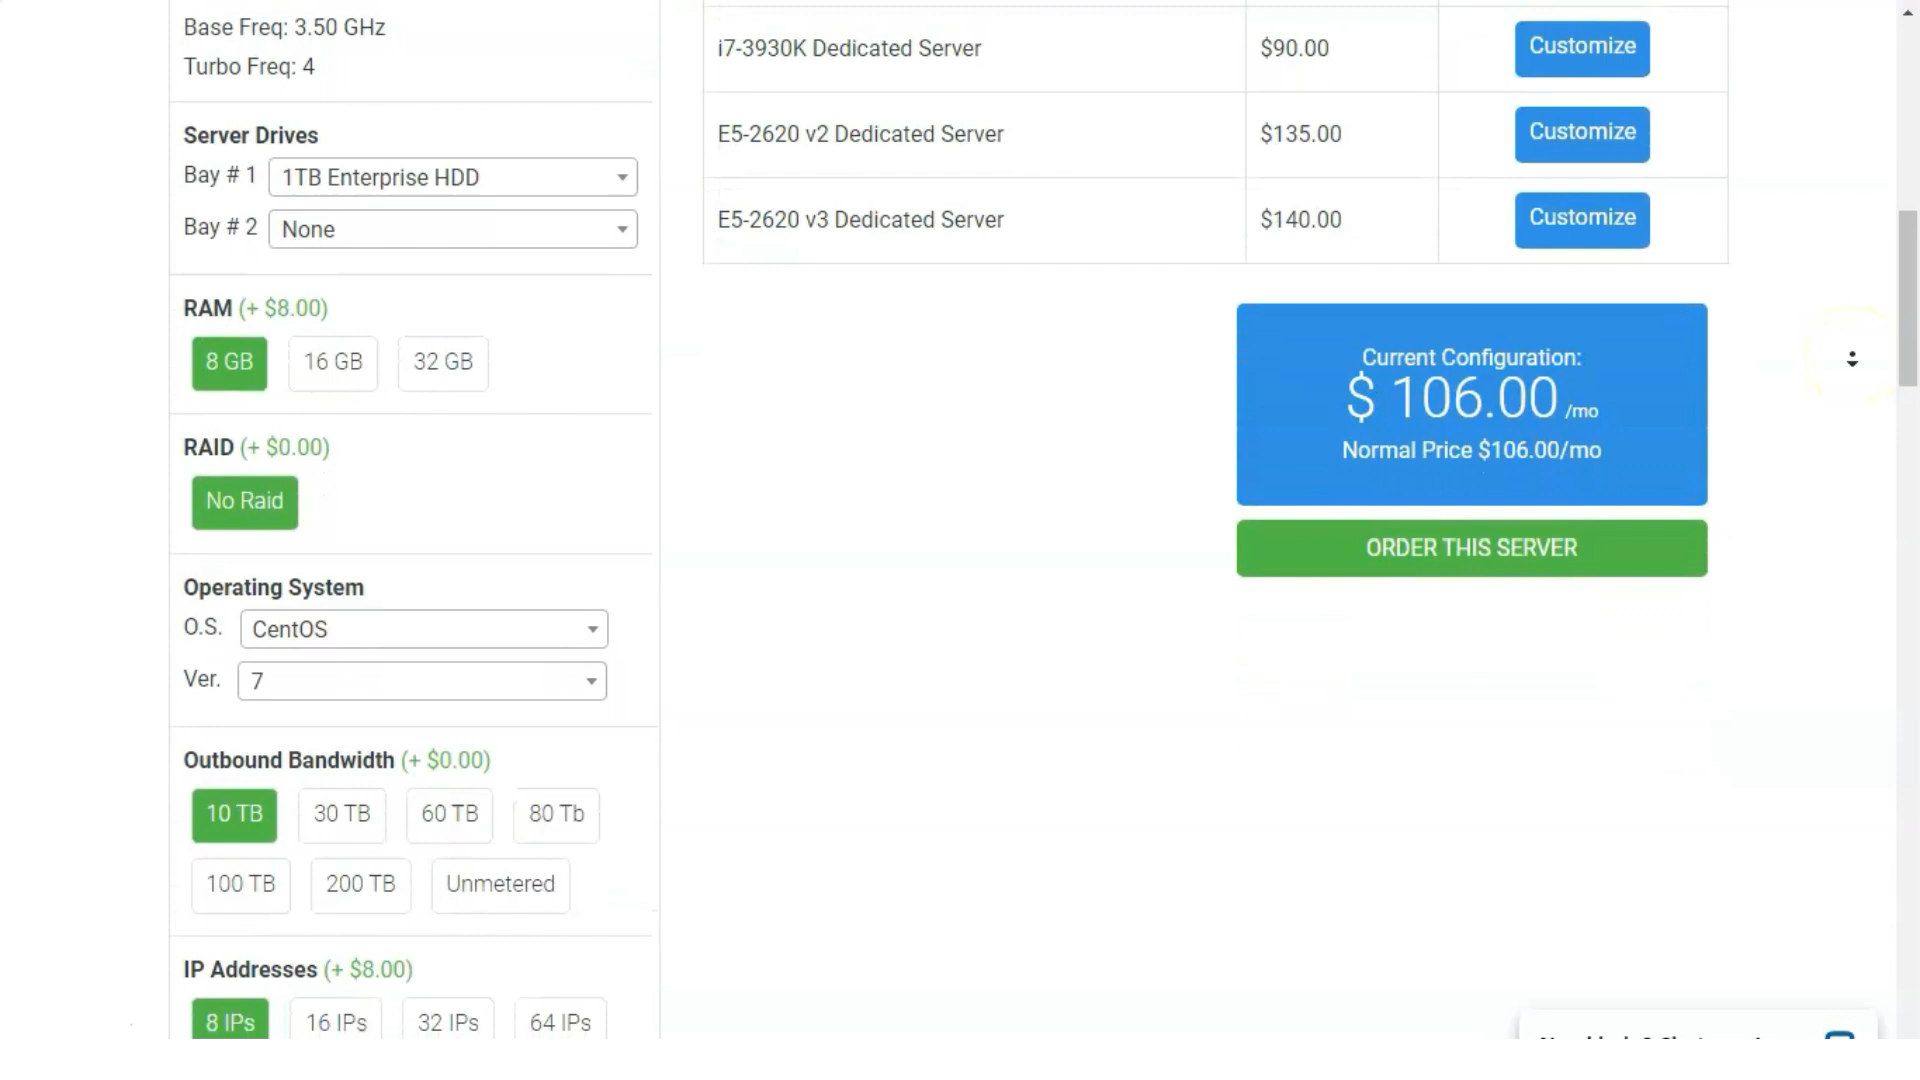 Base Freq: 3.50 GHz
Turbo Freq: 4
Server Drives
Bay # 1 1TB Enterprise HDD
Bay # 2 None
RAM (+ $8.00)
8 GB 16 GB 32 GB
RAID (+ $0.00)
No Raid
Operating System
O.S. CentOS
Ver. 7
Outbound Bandwidth (+ $0.00)
10 TB 30 TB 60 TB 80 Tb
100 TB 200 TB Unmetered
IP Addresses (+ $8.00)
8 IPs 16 IPs 32 IPs 64 IPs
i7-3930K Dedicated Server $90.00 Customize
E5-2620 v2 Dedicated Server $135.00 Customize
E5-2620 v3 Dedicated Server $140.00 Customize
Current Configuration:
$ 106.00 /mo
Normal Price $106.00/mo
ORDER THIS SERVER